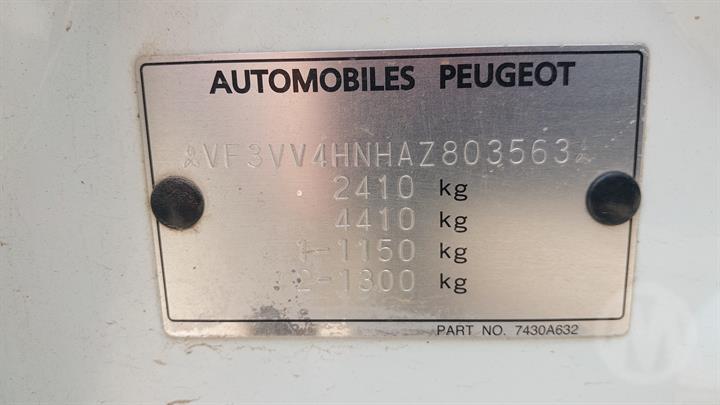 AUTOMOBILES PEUGEOT
VF3VV4HNHAZ803563
2410 kg
4410 kg
1-1150 kg
2-1300 kg
PART NO. 7430A632
M